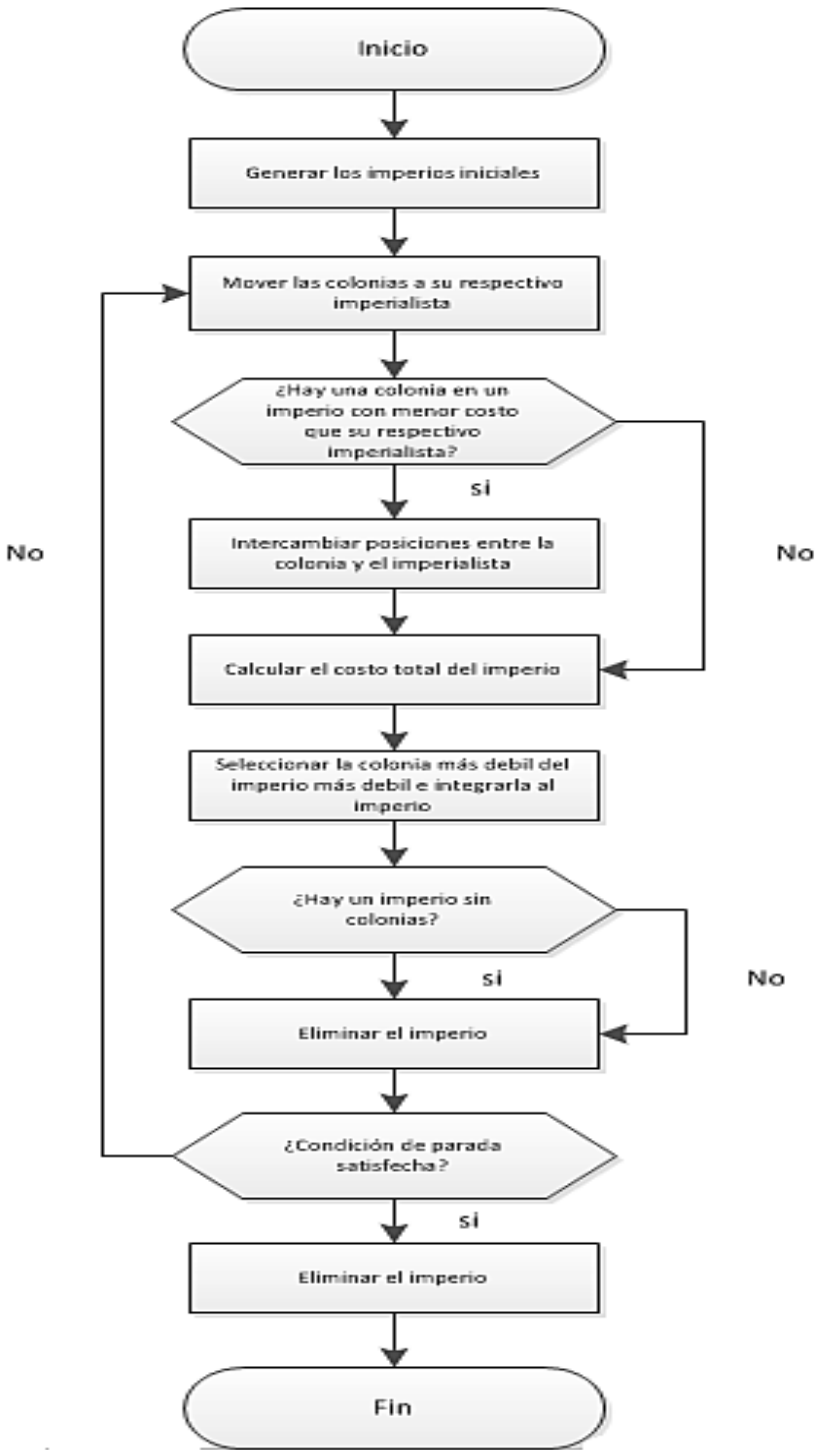 Inicio
Generar los imperios iniciales
Mover las colonias a su respectivo
imperialista
¿Hay una colonia en un
imperio con menor costo
que su respectivo
imperialista?
si
No
No
Intercambiar posiciones entre la
colonia y el imperialista
Calcular el costo total del imperio
Seleccionar la colonia más debil del
imperio más debil e integrarla al
imperio
¿Hay un imperio sin
colonias?
si
No
Eliminar el imperio
¿Condición de parada
satisfecha?
si
Eliminar el imperio
Fin